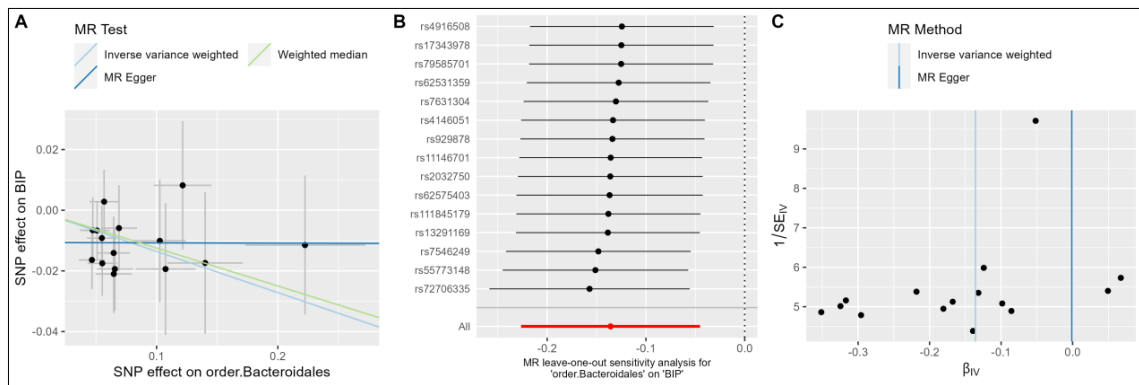 A
MR Test
Inverse variance weighted
Weighted median
MR Egger
0.02
0.00
-0.02
-0.04
SNP effect on BIP
0.1
0.2
SNP effect on order.Bacteroidales
B
rs4916508
rs17343978
rs79585701
rs62531359
rs7631304
rs4146051
rs929878
rs11146701
rs2032750
rs62575403
rs111845179
rs13291169
rs7546249
rs55773148
rs72706335
All
-0.2
-0.1
0.0
MR leave-one-out sensitivity analysis for
'order.Bacteroidales' on 'BIP'
C
MR Method
Inverse variance weighted
MR Egger
9
8
7
6
5
1/SE_IV
-0.3
-0.2
-0.1
0.0
β_IV